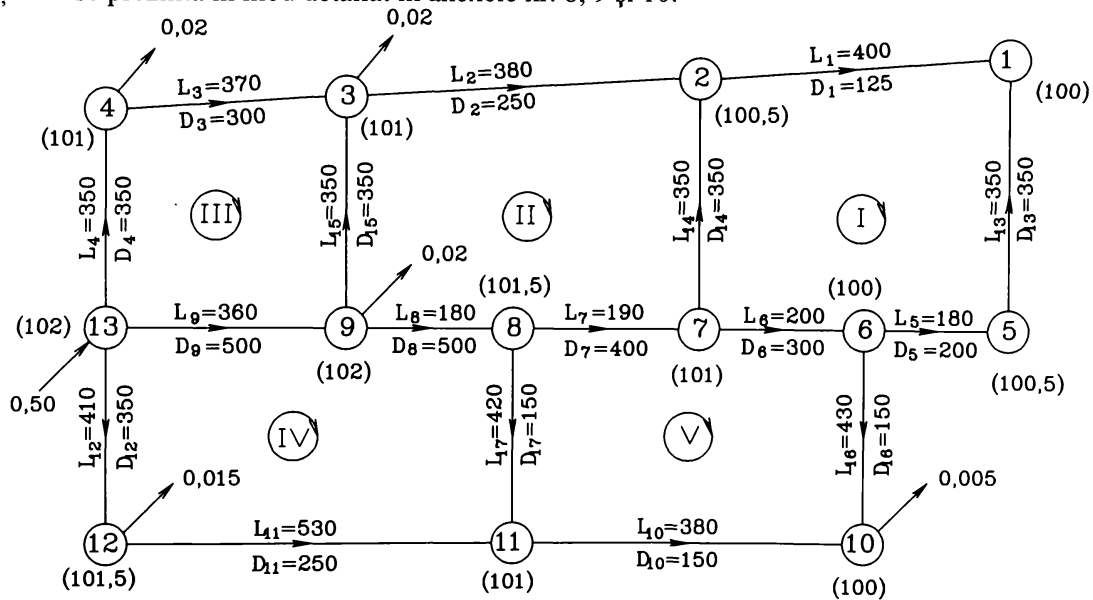 0,02
0,02
L3=370
D3=300
L2=380
D2=250
L1=400
D1=125
4
3
2
1
(101)
(101)
(100,5)
(100)
L4=350
D4=350
L15=350
D15=350
L14=350
D14=350
L13=350
D13=350
III
II
I
0,02
(101,5)
(100)
(102)
13
L9=360
D9=500
9
L8=180
D8=500
8
L7=190
D7=400
7
L6=200
D6=300
6
L5=180
D5=200
5
(102)
(101)
(100,5)
0,50
L12=410
D12=350
L17=420
D17=150
L16=430
D16=150
IV
V
0,015
0,005
12
L11=530
D11=250
11
L10=380
D10=150
10
(101,5)
(101)
(100)